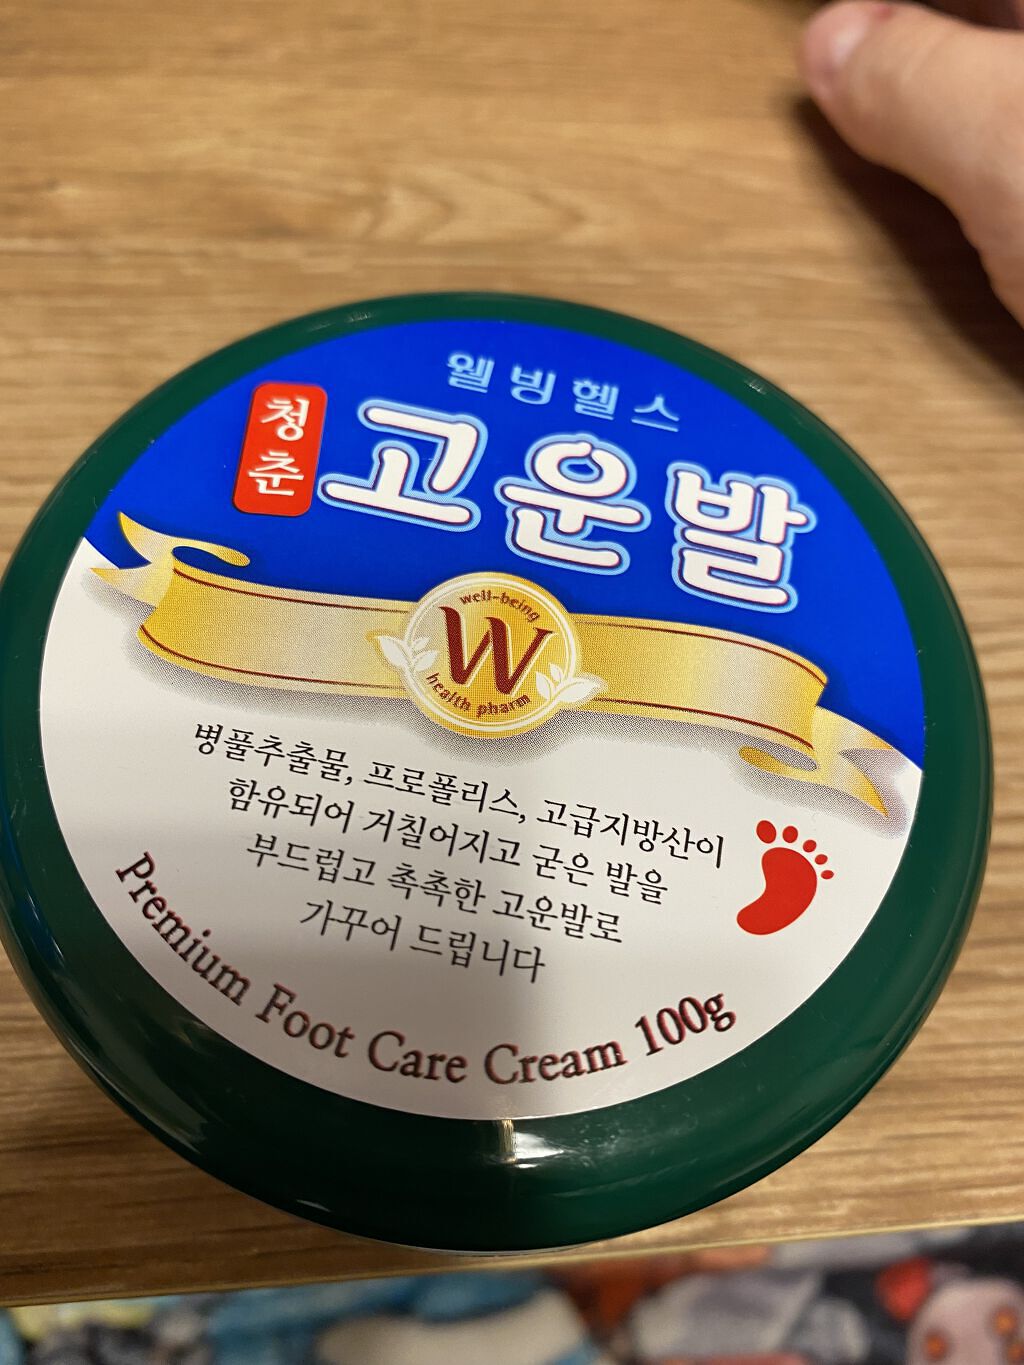 웰빙헬스
청춘
고운발
well-being
W
health pharm
병풀추출물, 프로폴리스, 고급지방산이
함유되어 거칠어지고 굳은 발을
부드럽고 촉촉한 고운발로
가꾸어 드립니다
Premium Foot Care Cream 100g